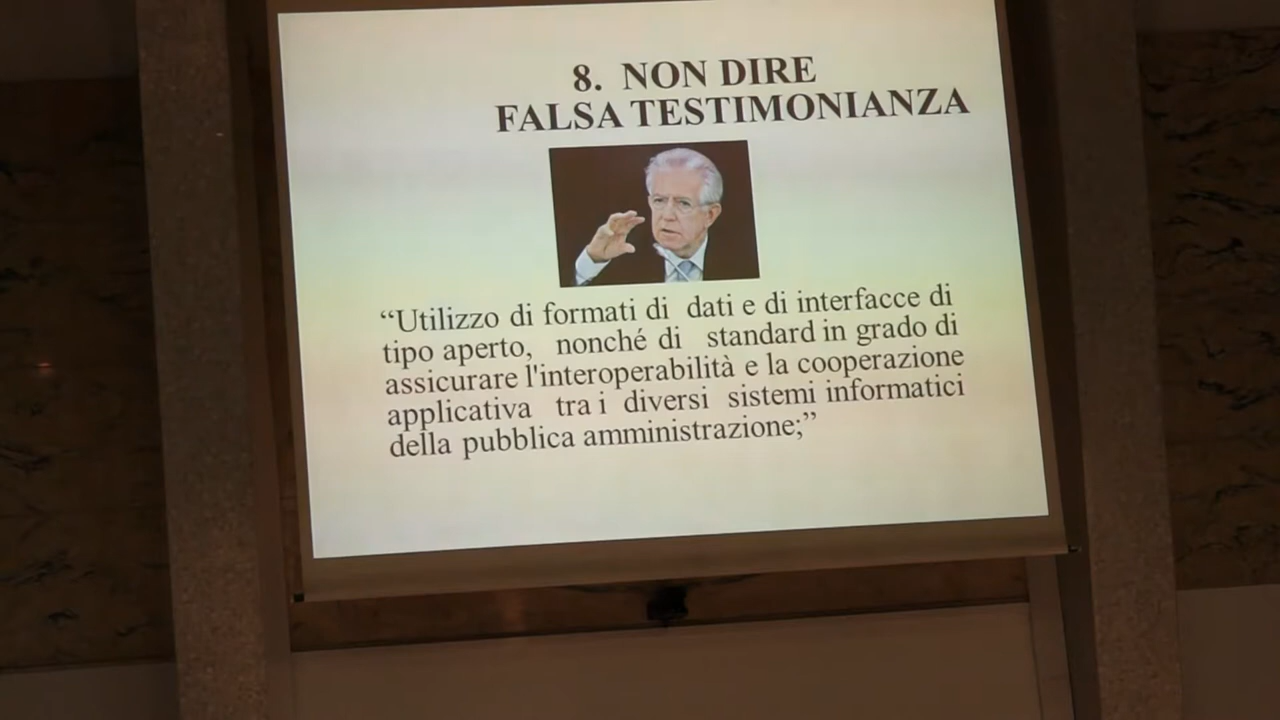 8. NON DIRE
FALSA TESTIMONIANZA
“Utilizzo di formati di dati e di interfacce di
tipo aperto, nonché di standard in grado di
assicurare l'interoperabilità e la cooperazione
applicativa tra i diversi sistemi informatici
della pubblica amministrazione;”